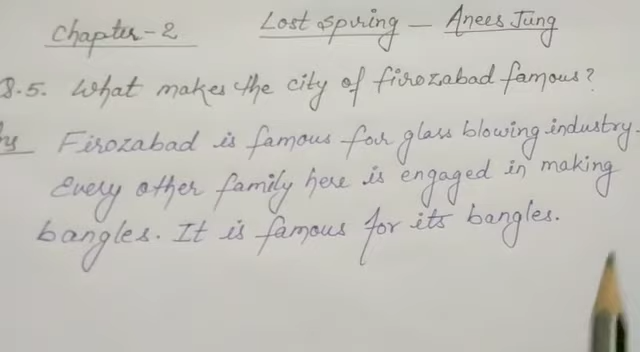 Chapter-2 Lost Spring - Anees Jung
Q.5. What makes the city of firozabad famous?
Firozabad is famous for glass blowing industry.
Every other family here is engaged in making
bangles. It is famous for its bangles.